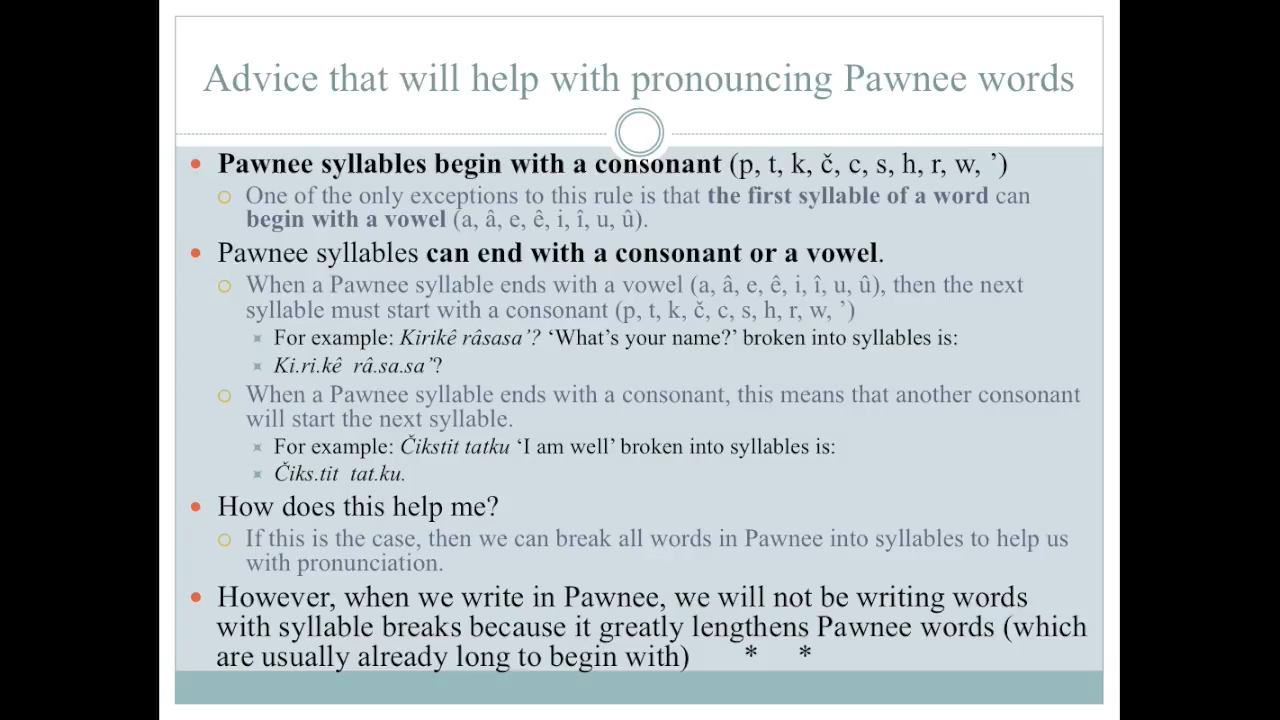 Advice that will help with pronouncing Pawnee words
• Pawnee syllables begin with a consonant (p, t, k, č, c, s, h, r, w, ’)
○ One of the only exceptions to this rule is that the first syllable of a word can
begin with a vowel (a, â, e, ê, i, î, u, û).
• Pawnee syllables can end with a consonant or a vowel.
○ When a Pawnee syllable ends with a vowel (a, â, e, ê, i, î, u, û), then the next
syllable must start with a consonant (p, t, k, č, c, s, h, r, w, ’)
For example: Kirikê râsasa’? ‘What’s your name?’ broken into syllables is:
Ki.ri.kê râ.sa.sa’?
○ When a Pawnee syllable ends with a consonant, this means that another consonant
will start the next syllable.
For example: Čikstit tatku ‘I am well’ broken into syllables is:
Čiks.tit tat.ku.
• How does this help me?
○ If this is the case, then we can break all words in Pawnee into syllables to help us
with pronunciation.
• However, when we write in Pawnee, we will not be writing words
with syllable breaks because it greatly lengthens Pawnee words (which
are usually already long to begin with) * *